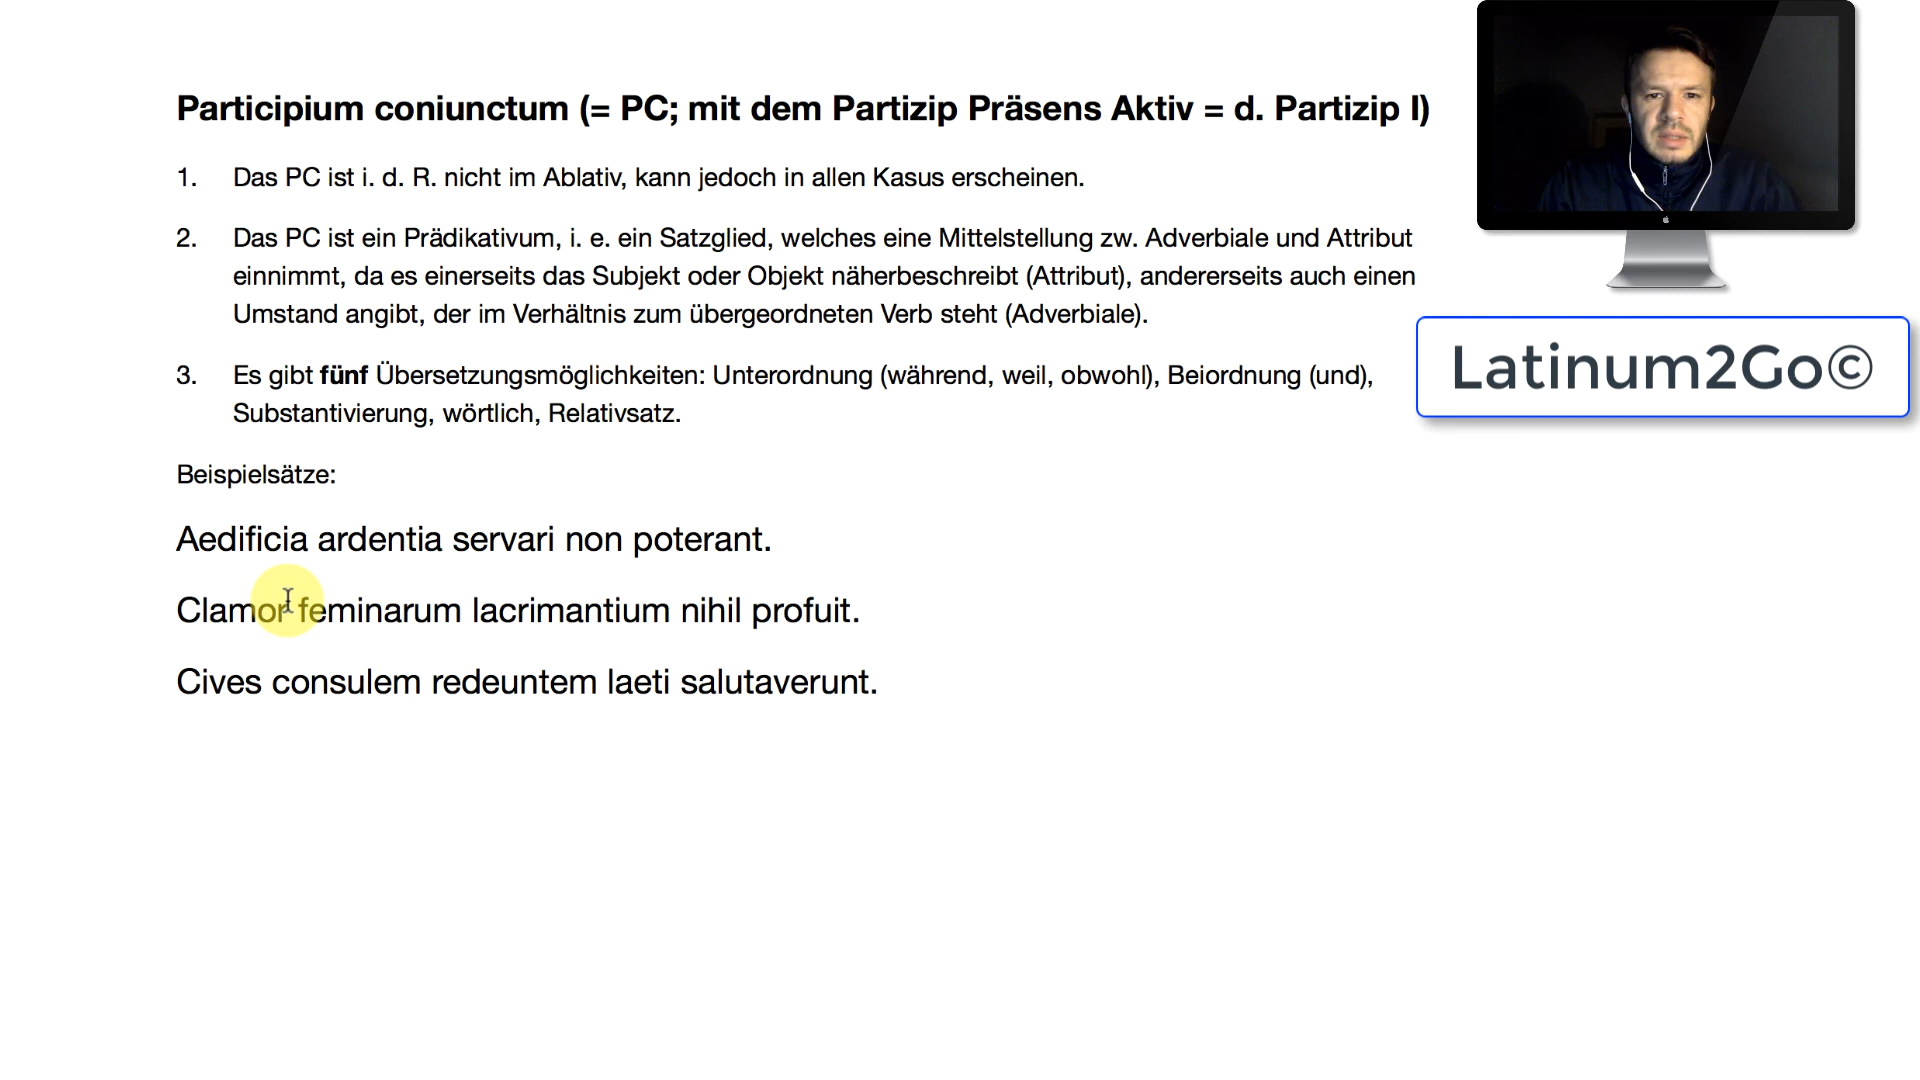 Participium coniunctum (= PC; mit dem Partizip Präsens Aktiv = d. Partizip I)
1. Das PC ist i. d. R. nicht im Ablativ, kann jedoch in allen Kasus erscheinen.
2. Das PC ist ein Prädikativum, i. e. ein Satzglied, welches eine Mittelstellung zw. Adverbiale und Attribut
einnimmt, da es einerseits das Subjekt oder Objekt näherbeschreibt (Attribut), andererseits auch einen
Umstand angibt, der im Verhältnis zum übergeordneten Verb steht (Adverbiale).
3. Es gibt fünf Übersetzungsmöglichkeiten: Unterordnung (während, weil, obwohl), Beiordnung (und),
Substantivierung, wörtlich, Relativsatz.
Latinum2Go©
Beispielsätze:
Aedificia ardentia servari non poterant.
Clamor feminarum lacrimantium nihil profuit.
Cives consulem redeuntem laeti salutaverunt.